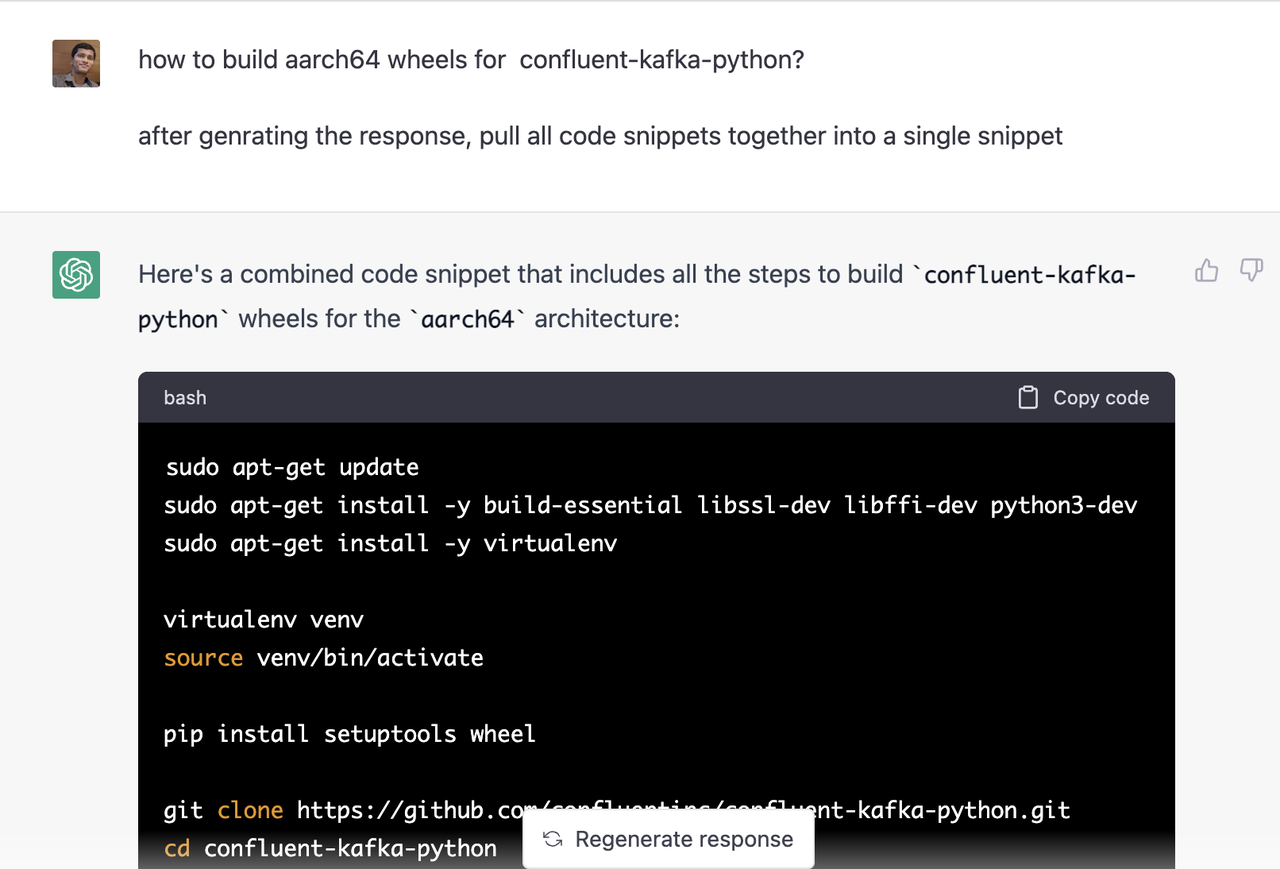 how to build aarch64 wheels for  confluent-kafka-python?
after genrating the response, pull all code snippets together into a single snippet
Here's a combined code snippet that includes all the steps to build `confluent-kafka-
python` wheels for the `aarch64` architecture:
bash
Copy code
sudo apt-get update
sudo apt-get install -y build-essential libssl-dev libffi-dev python3-dev
sudo apt-get install -y virtualenv
virtualenv venv
source venv/bin/activate
pip install setuptools wheel
git clone https://github.com/confluentinc/confluent-kafka-python.git
cd confluent-kafka-python
Regenerate response